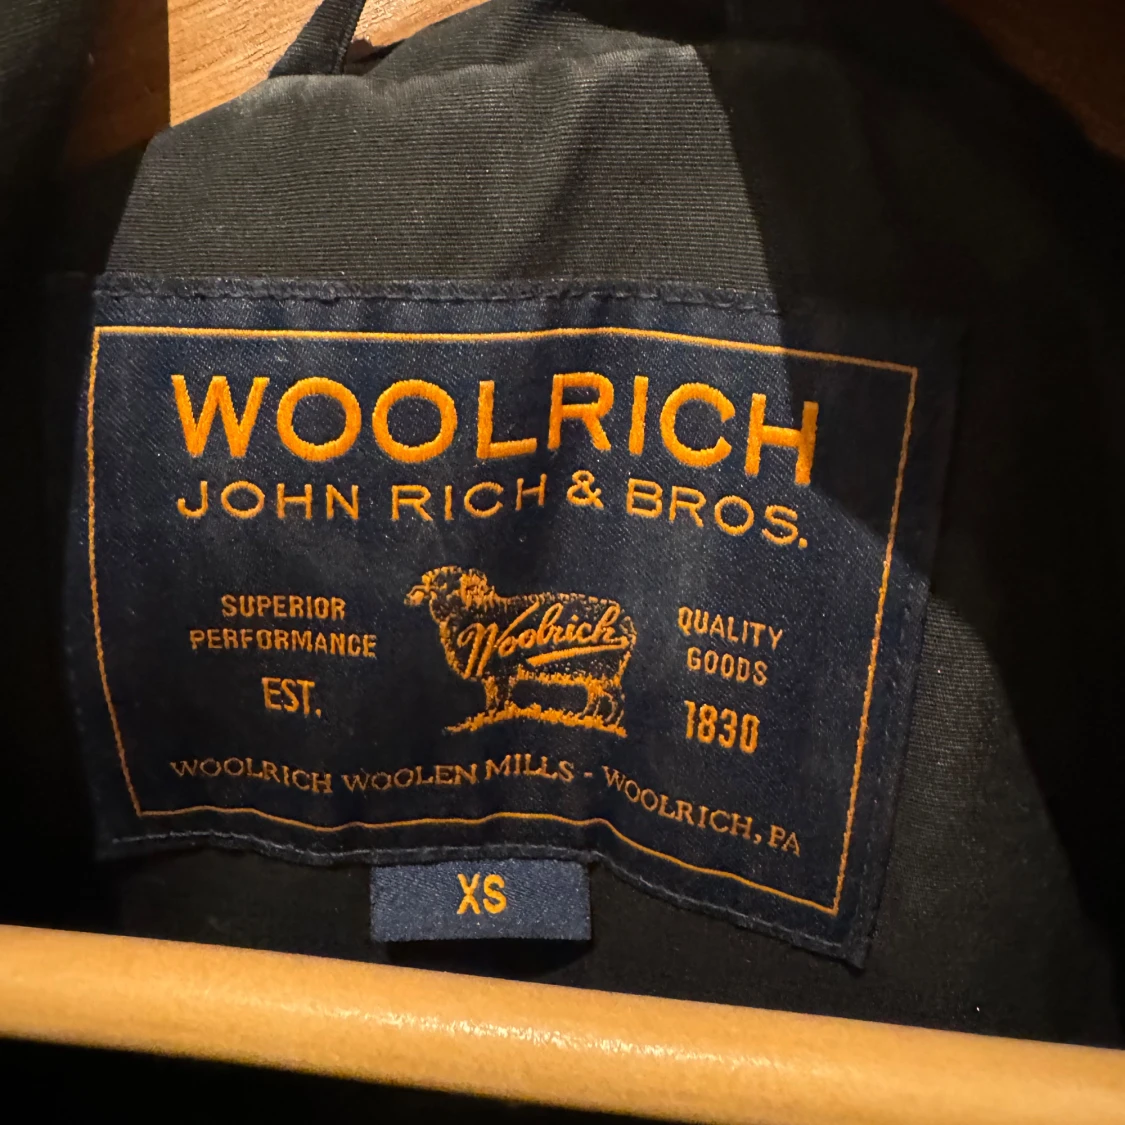 WOOLRICH
JOHN RICH & BROS.
SUPERIOR
PERFORMANCE
EST.
Woolrich
QUALITY
GOODS
1830
WOOLRICH WOOLEN MILLS - WOOLRICH, PA
XS